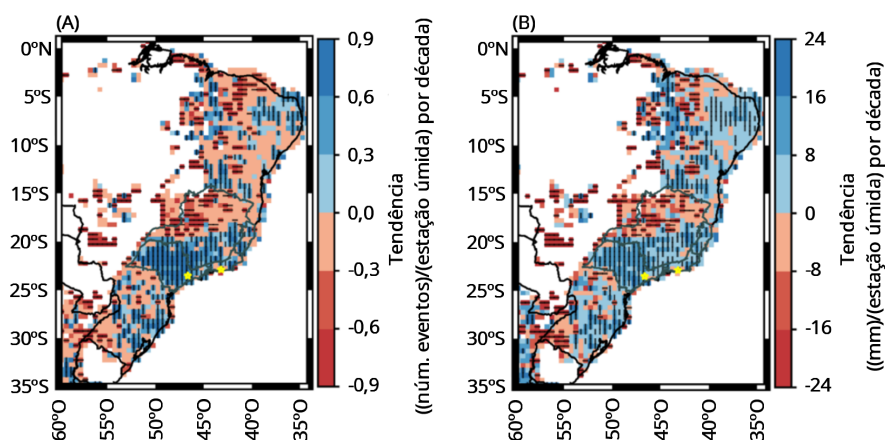 (A)
0ºN
5ºS
10ºS
15ºS
20ºS
25ºS
30ºS
35ºS
60ºO
55ºO
50ºO
45ºO
40ºO
35ºO
0,9
0,6
0,3
0,0
-0,3
-0,6
-0,9
Tendência
((núm. eventos)/(estação úmida) por década)
(B)
0ºN
5ºS
10ºS
15ºS
20ºS
25ºS
30ºS
35ºS
60ºO
55ºO
50ºO
45ºO
40ºO
35ºO
24
16
8
0
-8
-16
-24
Tendência
((mm)/(estação úmida) por década)